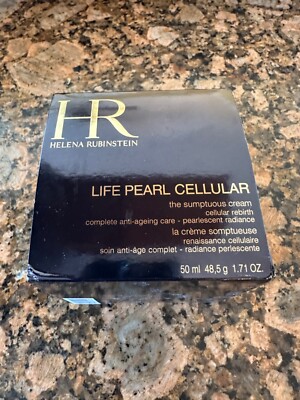 HR
HELENA RUBINSTEIN
LIFE PEARL CELLULAR
the sumptuous cream
cellular rebirth
complete anti-ageing care - pearlescent radiance
la crème somptueuse
renaissance cellulaire
soin anti-âge complet - radiance perlescente
50 ml 48,5 g 1.71 OZ.